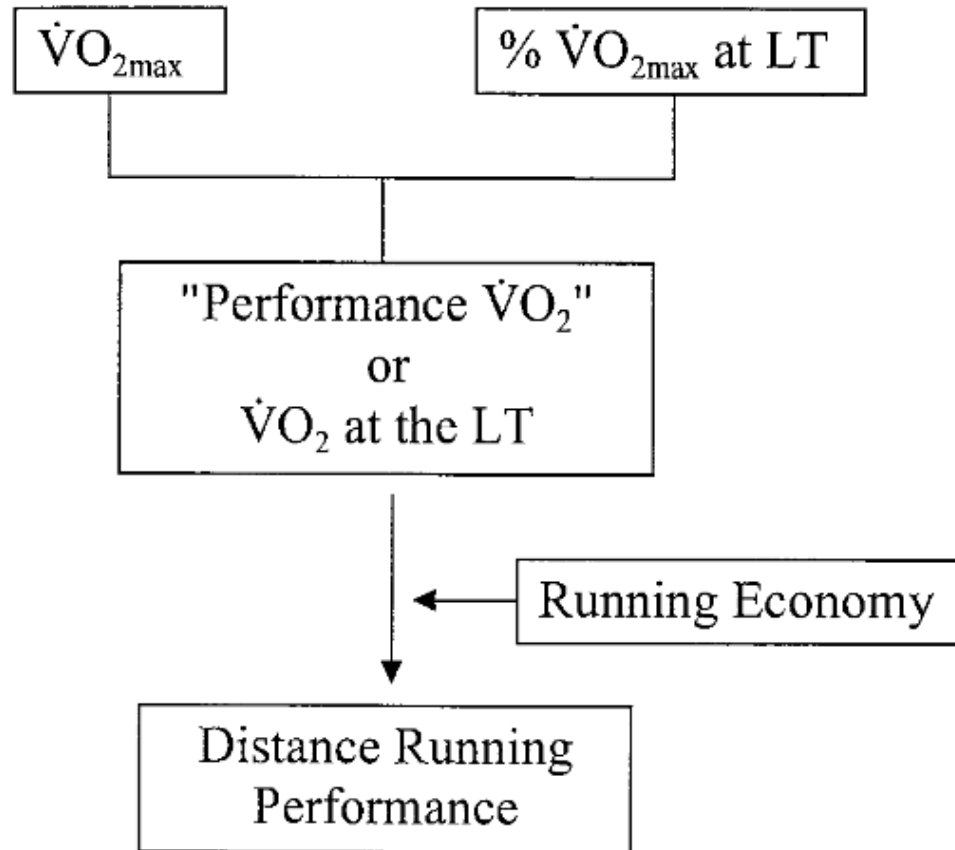 V̇O₂max
% V̇O₂max at LT
"Performance V̇O₂"
or
V̇O₂ at the LT
Running Economy
Distance Running
Performance